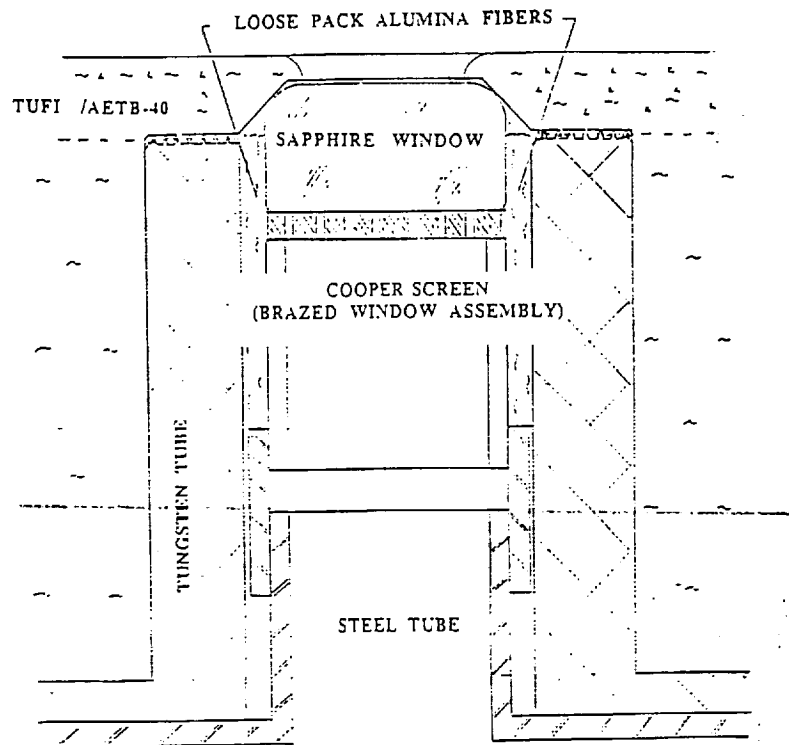 LOOSE PACK ALUMINA FIBERS
TUFI /AETB-40
SAPPHIRE WINDOW
COOPER SCREEN
(BRAZED WINDOW ASSEMBLY)
TUNGSTEN TUBE
STEEL TUBE